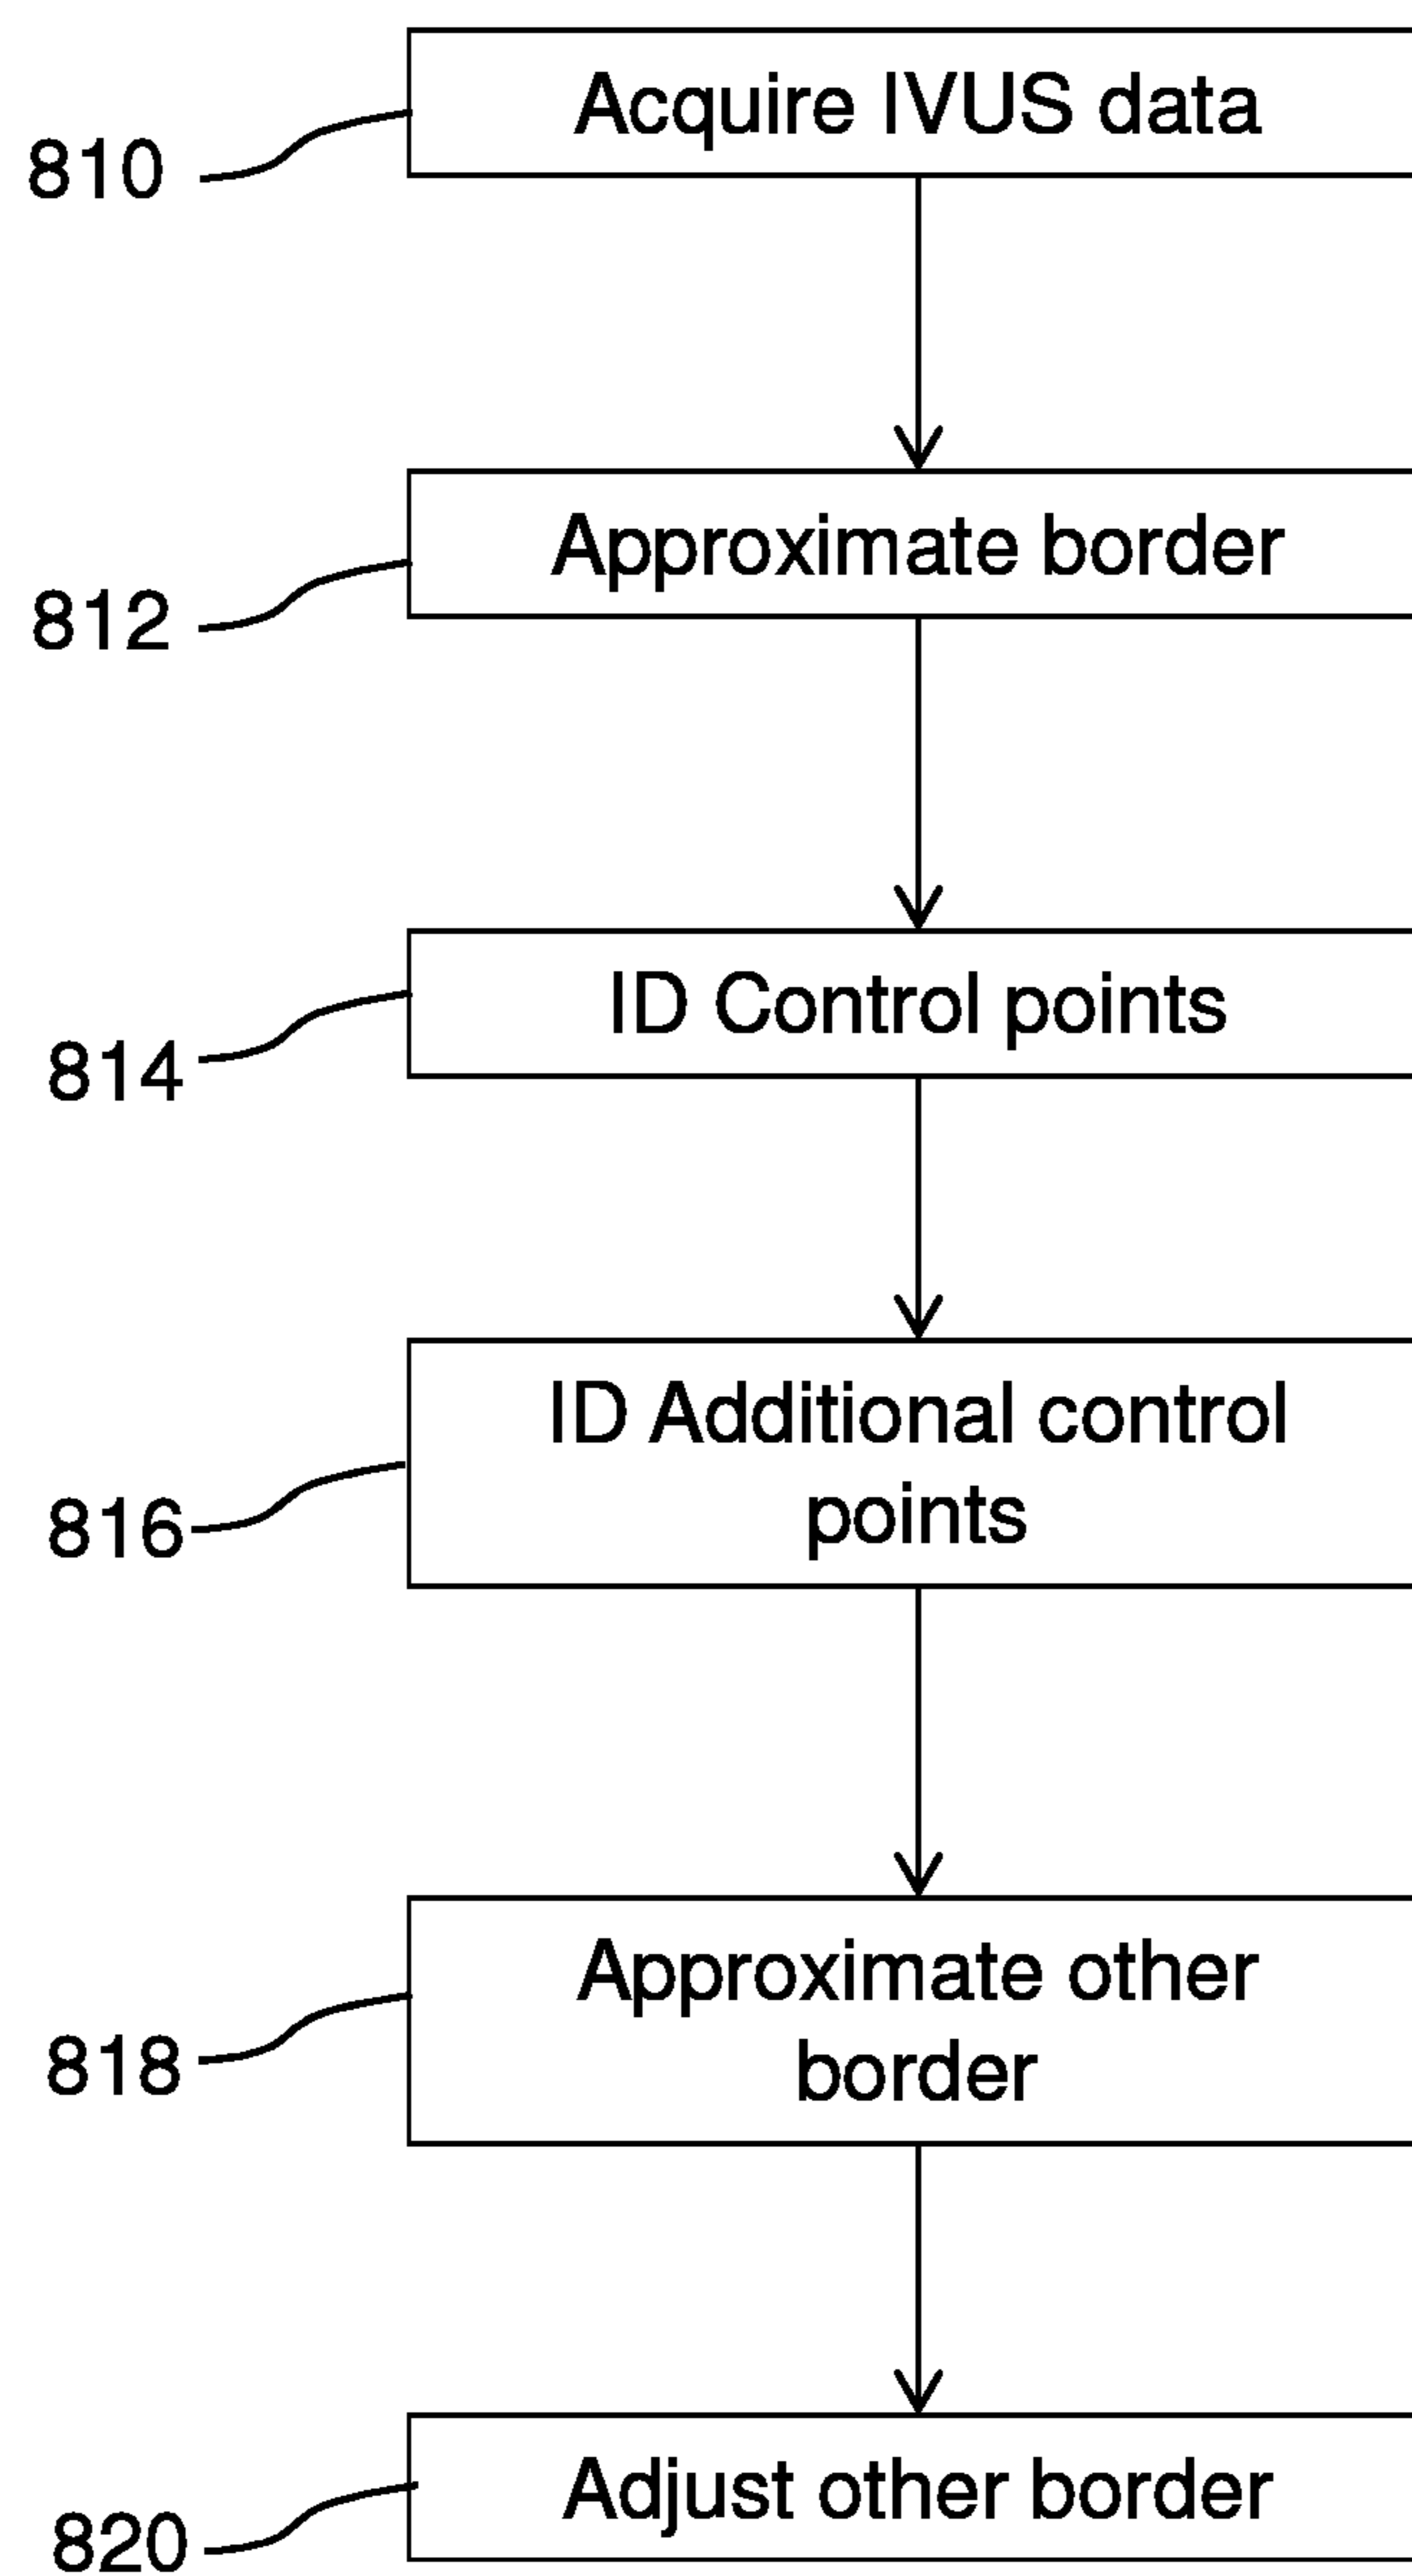 Acquire IVUS data
810
Approximate border
812
ID Control points
814
ID Additional control
points
816
Approximate other
border
818
Adjust other border
820